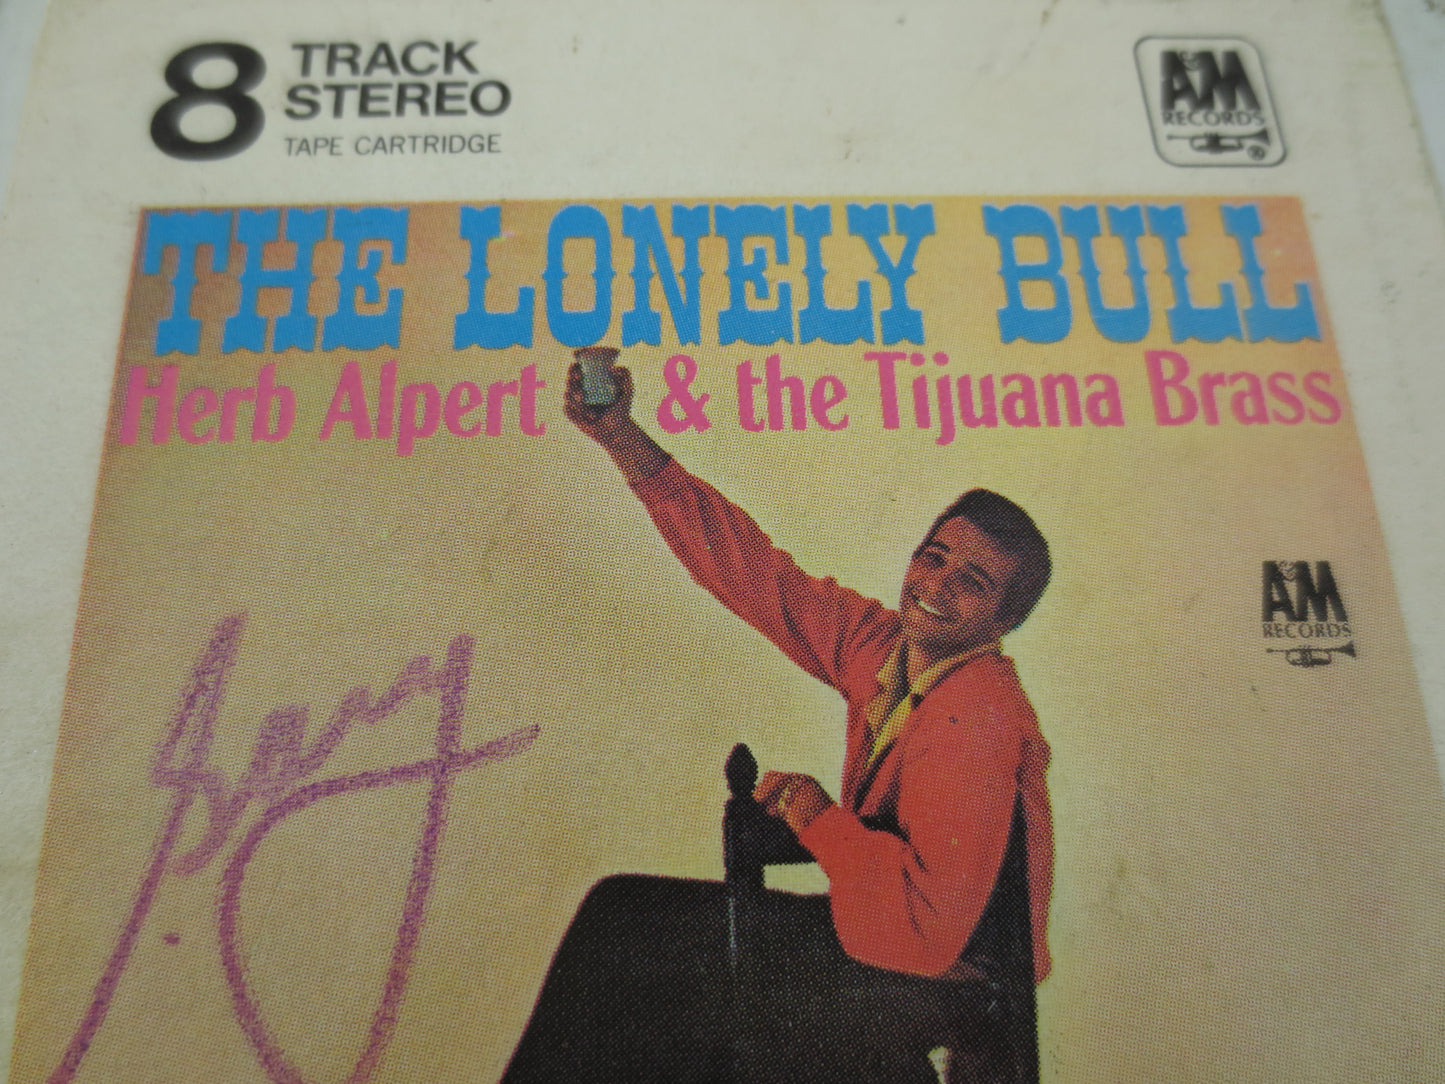 8 TRACK
STEREO
TAPE CARTRIDGE
A&M
RECORDS
®
THE LONELY BULL
Herb Alpert & the Tijuana Brass
A&M
RECORDS